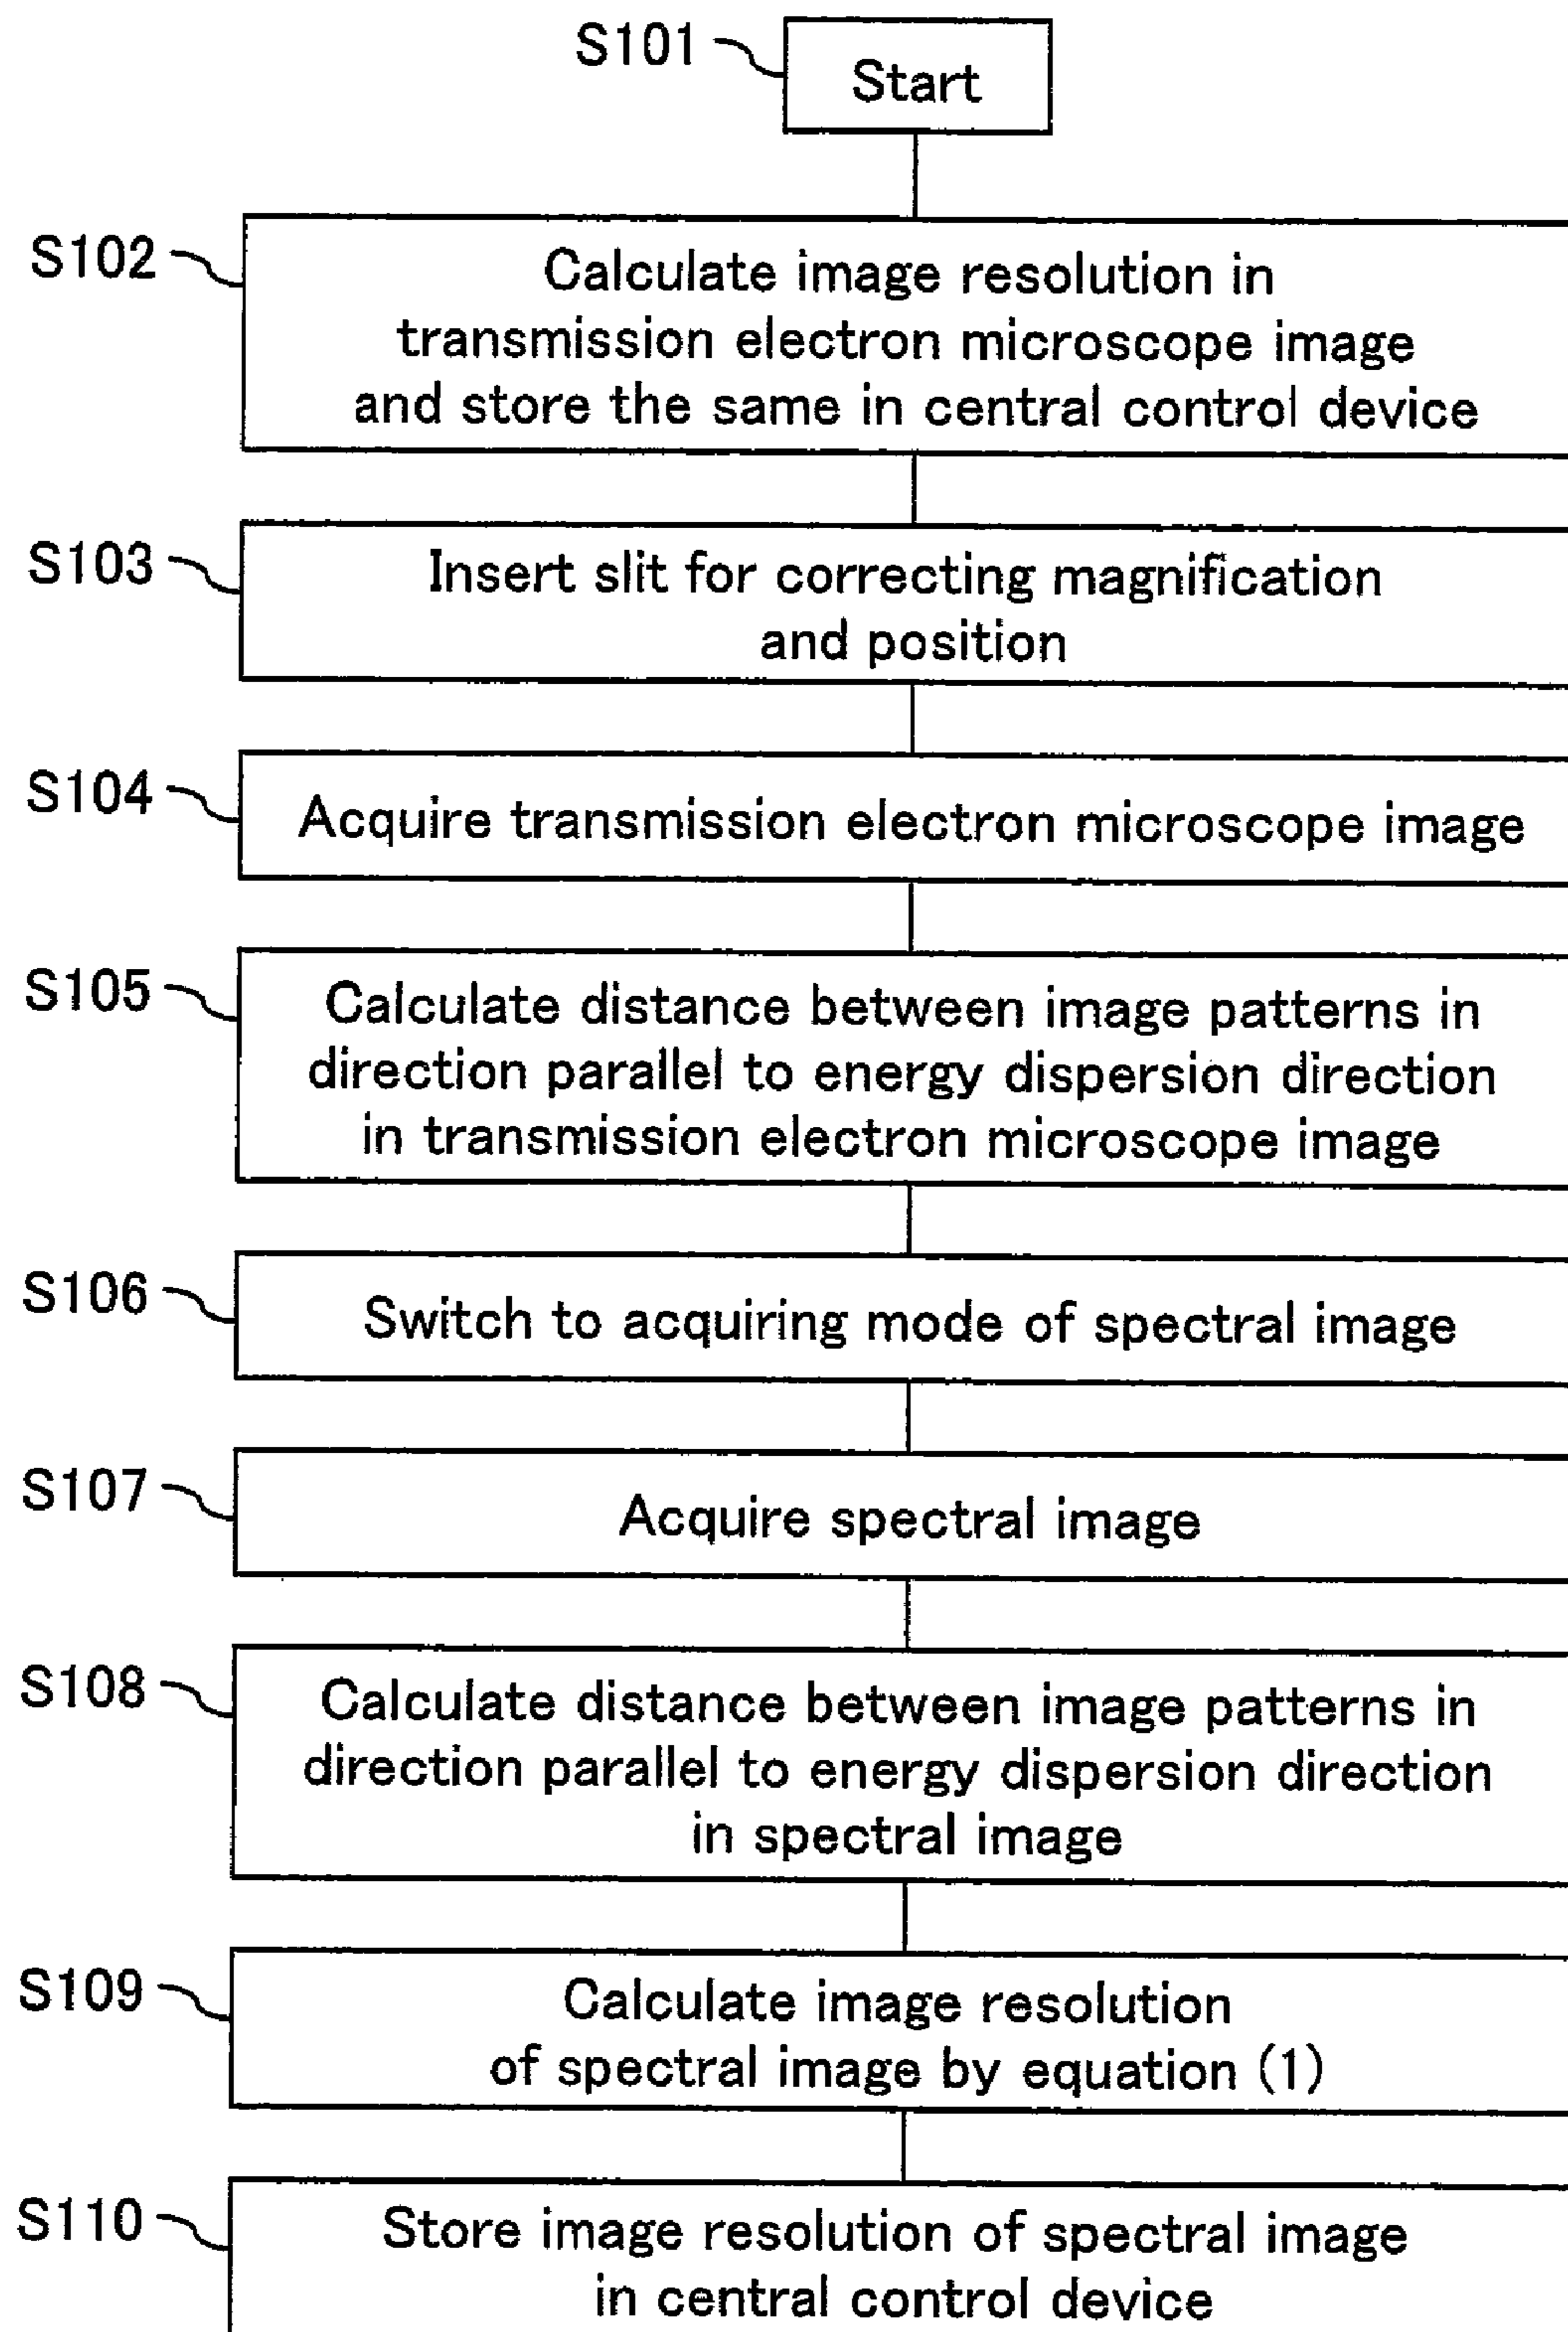 S101
Start
S102
Calculate image resolution in
transmission electron microscope image
and store the same in central control device
S103
Insert slit for correcting magnification
and position
S104
Acquire transmission electron microscope image
S105
Calculate distance between image patterns in
direction parallel to energy dispersion direction
in transmission electron microscope image
S106
Switch to acquiring mode of spectral image
S107
Acquire spectral image
S108
Calculate distance between image patterns in
direction parallel to energy dispersion direction
in spectral image
S109
Calculate image resolution
of spectral image by equation (1)
S110
Store image resolution of spectral image
in central control device